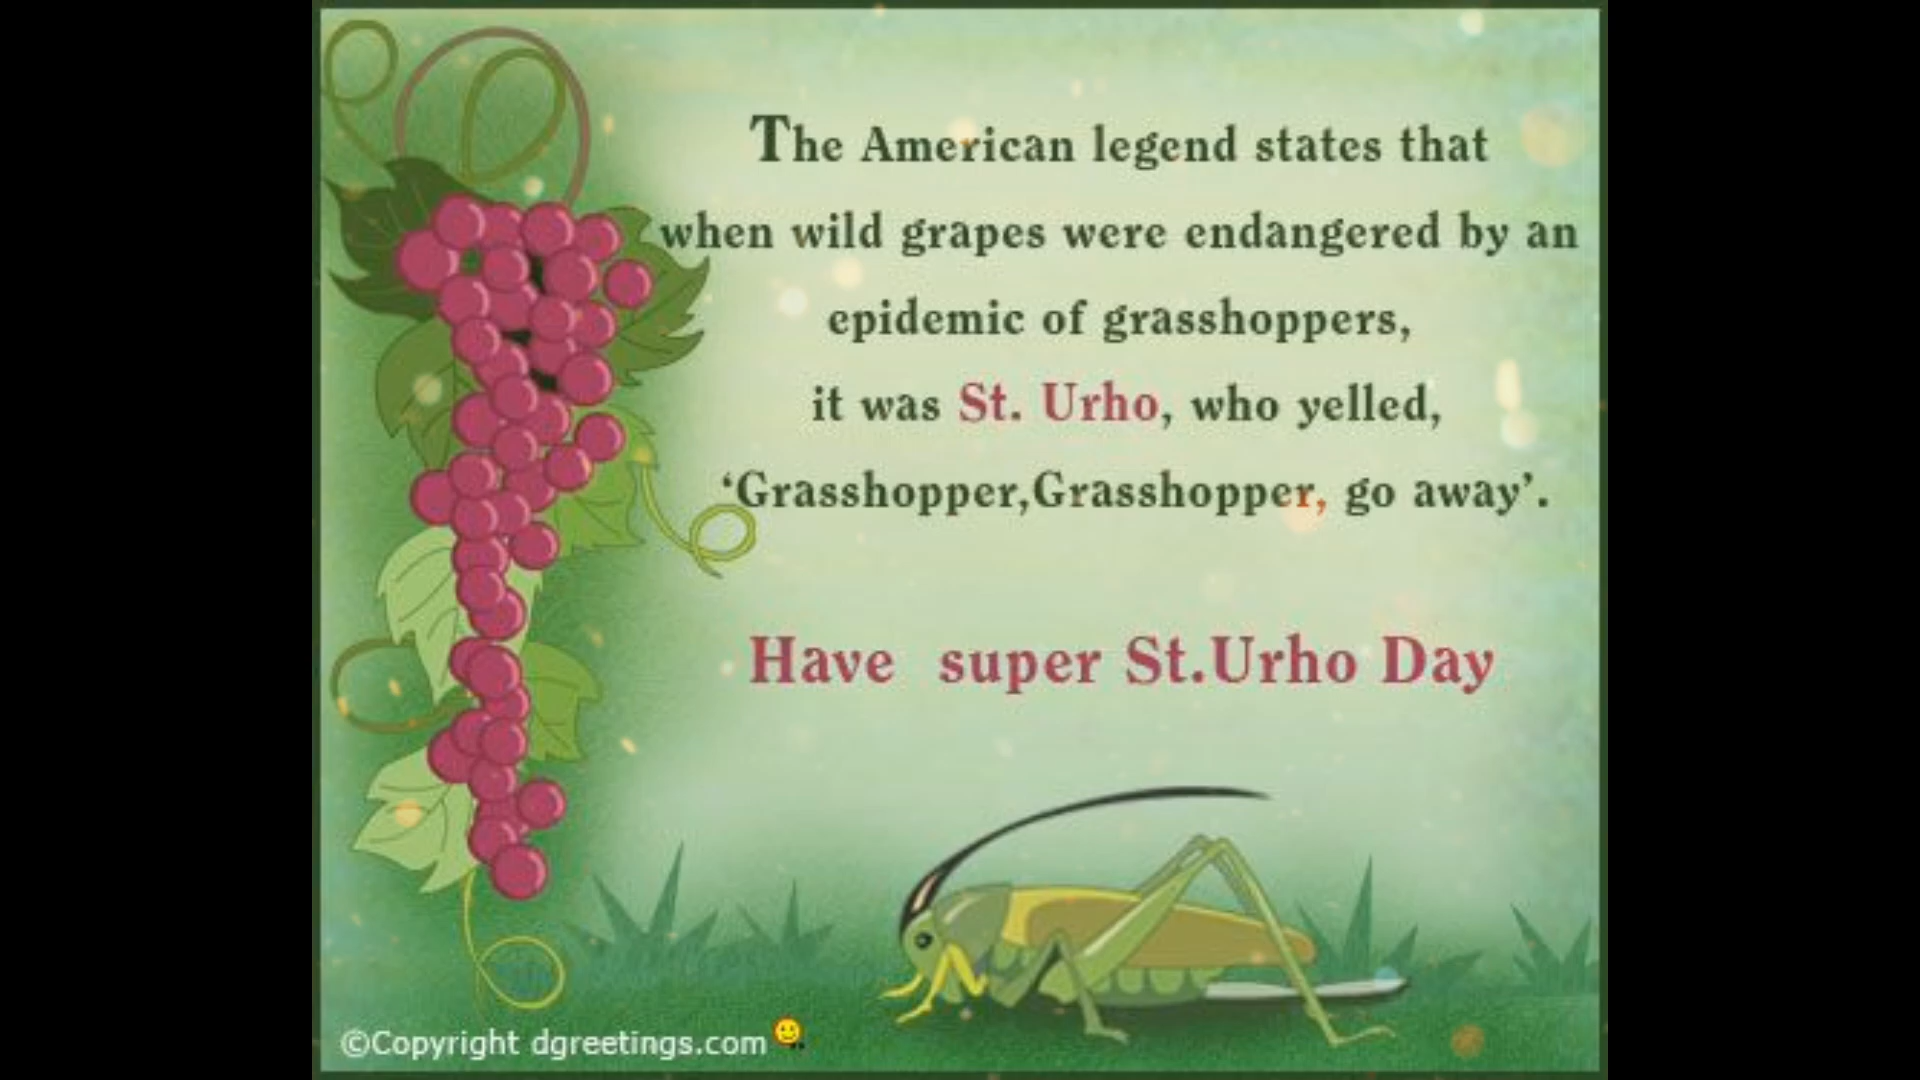 The American legend states that
when wild grapes were endangered by an
epidemic of grasshoppers,
it was St. Urho, who yelled,
‘Grasshopper,Grasshopper, go away’.
Have  super St.Urho Day
©Copyright dgreetings.com